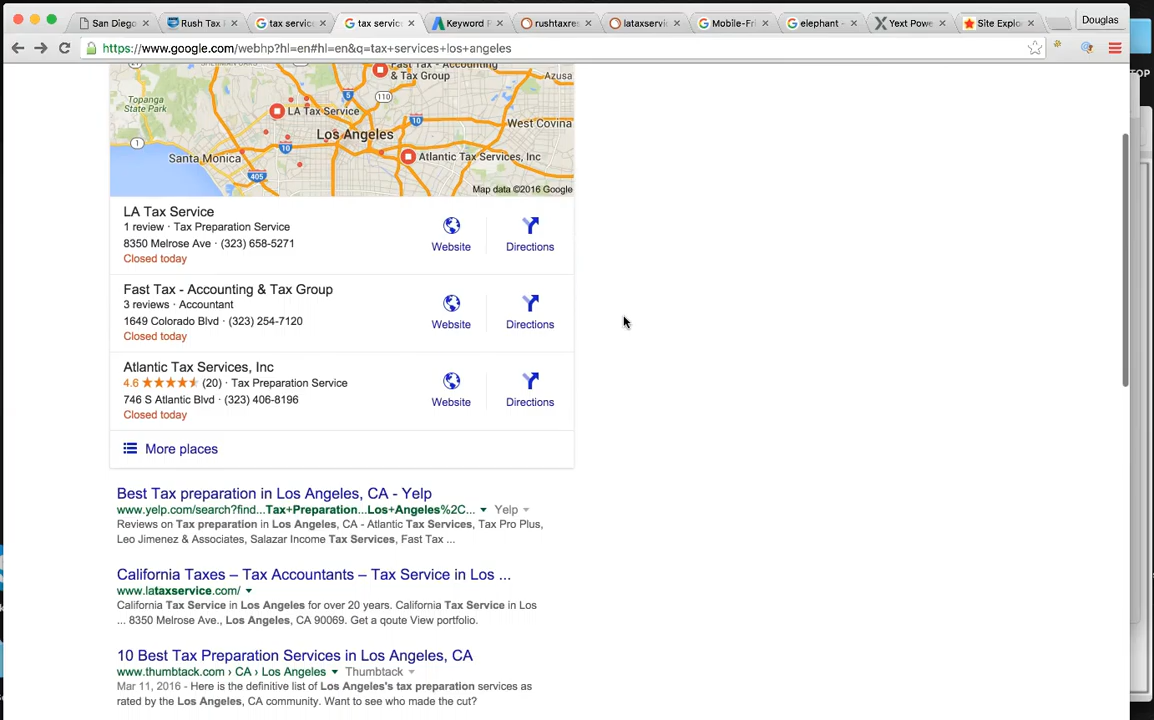 San Diego
Rush Tax
tax service
tax service
Keyword P
rushtaxres
lataxservic
Mobile-Fri
elephant -
Yext Powe
Site Explo
Douglas
https://www.google.com/webhp?hl=en#hl=en&q=tax+services+los+angeles
TOP
Topanga
State Park
Fast Tax - Accounting
& Tax Group
Azusa
5
110
LA Tax Service
10
West Covina
1
Los Angeles
10
Santa Monica
Atlantic Tax Services, Inc
405
Map data ©2016 Google
LA Tax Service
1 review · Tax Preparation Service
8350 Melrose Ave · (323) 658-5271
Closed today
Website
Directions
Fast Tax - Accounting & Tax Group
3 reviews · Accountant
1649 Colorado Blvd · (323) 254-7120
Closed today
Website
Directions
Atlantic Tax Services, Inc
4.6 (20) · Tax Preparation Service
746 S Atlantic Blvd · (323) 406-8196
Closed today
Website
Directions
More places
Best Tax preparation in Los Angeles, CA - Yelp
www.yelp.com/search?find...Tax+Preparation...Los+Angeles%2C... Yelp
Reviews on Tax preparation in Los Angeles, CA - Atlantic Tax Services, Tax Pro Plus,
Leo Jimenez & Associates, Salazar Income Tax Services, Fast Tax ...
California Taxes – Tax Accountants – Tax Service in Los ...
www.lataxservice.com/
California Tax Service in Los Angeles for over 20 years. California Tax Service in Los
... 8350 Melrose Ave., Los Angeles, CA 90069. Get a qoute View portfolio.
10 Best Tax Preparation Services in Los Angeles, CA
www.thumbtack.com › CA › Los Angeles Thumbtack
Mar 11, 2016 - Here is the definitive list of Los Angeles's tax preparation services as
rated by the Los Angeles, CA community. Want to see who made the cut?